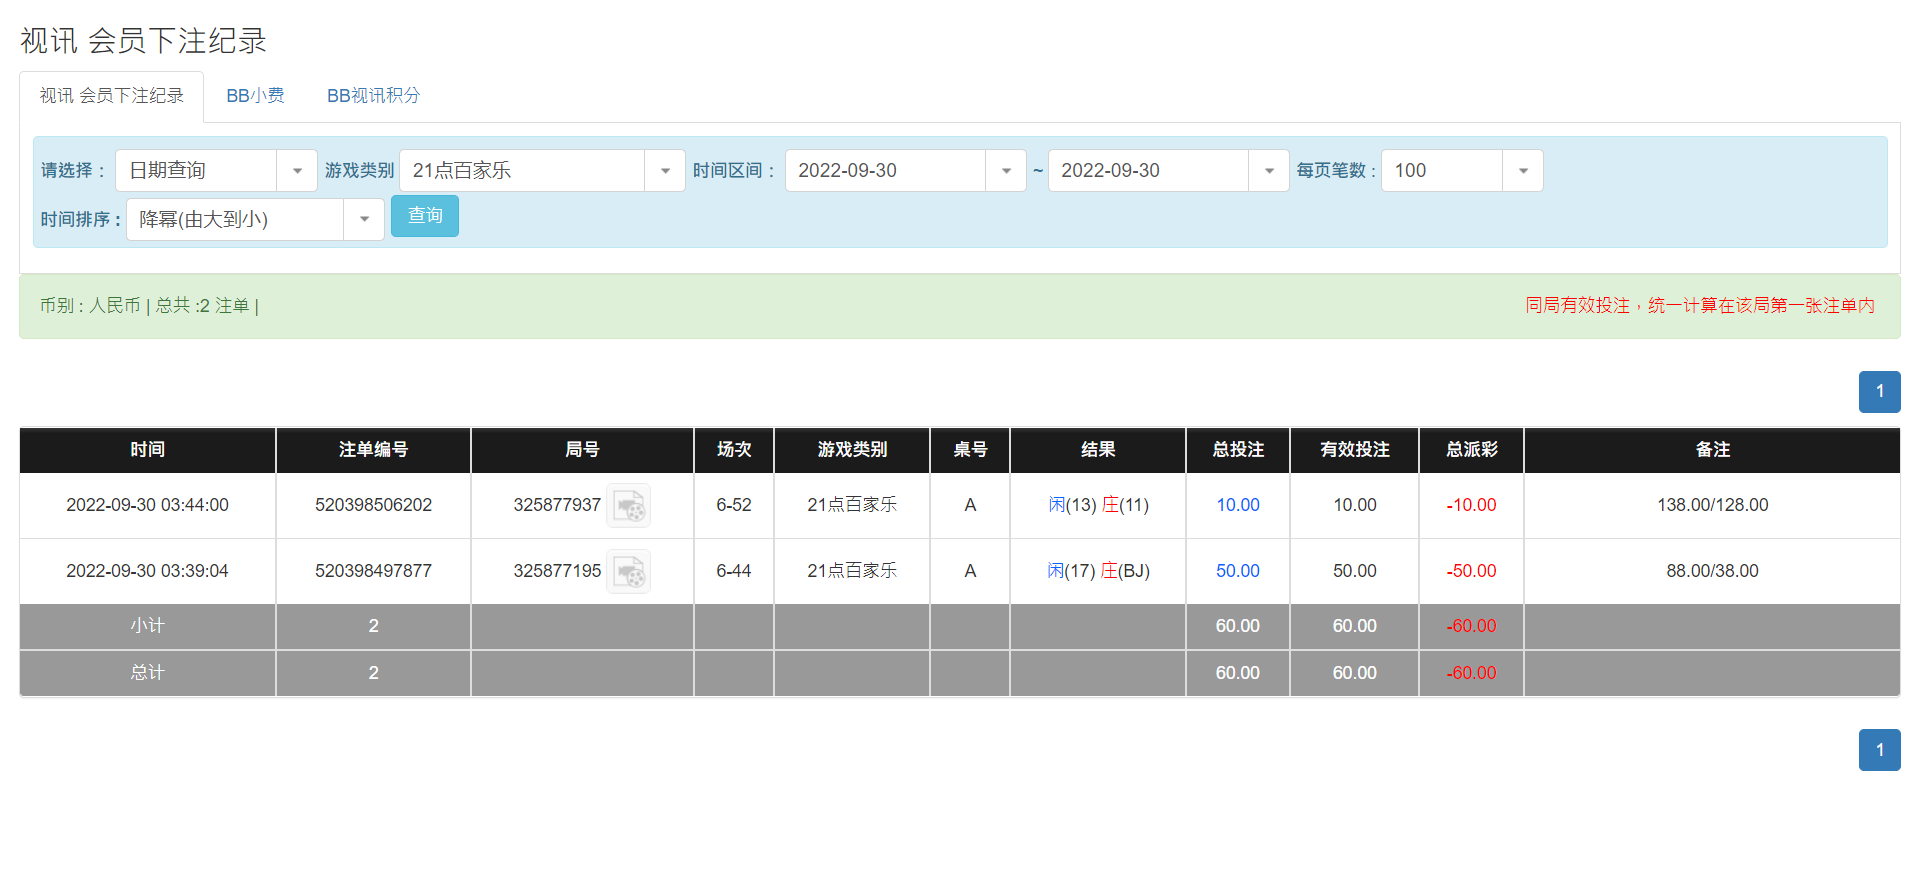 视讯 会员下注纪录
视讯 会员下注纪录 BB小费 BB视讯积分
请选择： 日期查询 游戏类别 21点百家乐 时间区间： 2022-09-30 ~ 2022-09-30 每页笔数 : 100
时间排序 : 降幂(由大到小) 查询
币别 : 人民币 | 总共 :2 注单 | 同局有效投注，统一计算在该局第一张注单内
1
时间 注单编号 局号 场次 游戏类别 桌号 结果 总投注 有效投注 总派彩 备注
2022-09-30 03:44:00 520398506202 325877937 6-52 21点百家乐 A 闲(13) 庄(11) 10.00 10.00 -10.00 138.00/128.00
2022-09-30 03:39:04 520398497877 325877195 6-44 21点百家乐 A 闲(17) 庄(BJ) 50.00 50.00 -50.00 88.00/38.00
小计 2 60.00 60.00 -60.00
总计 2 60.00 60.00 -60.00
1